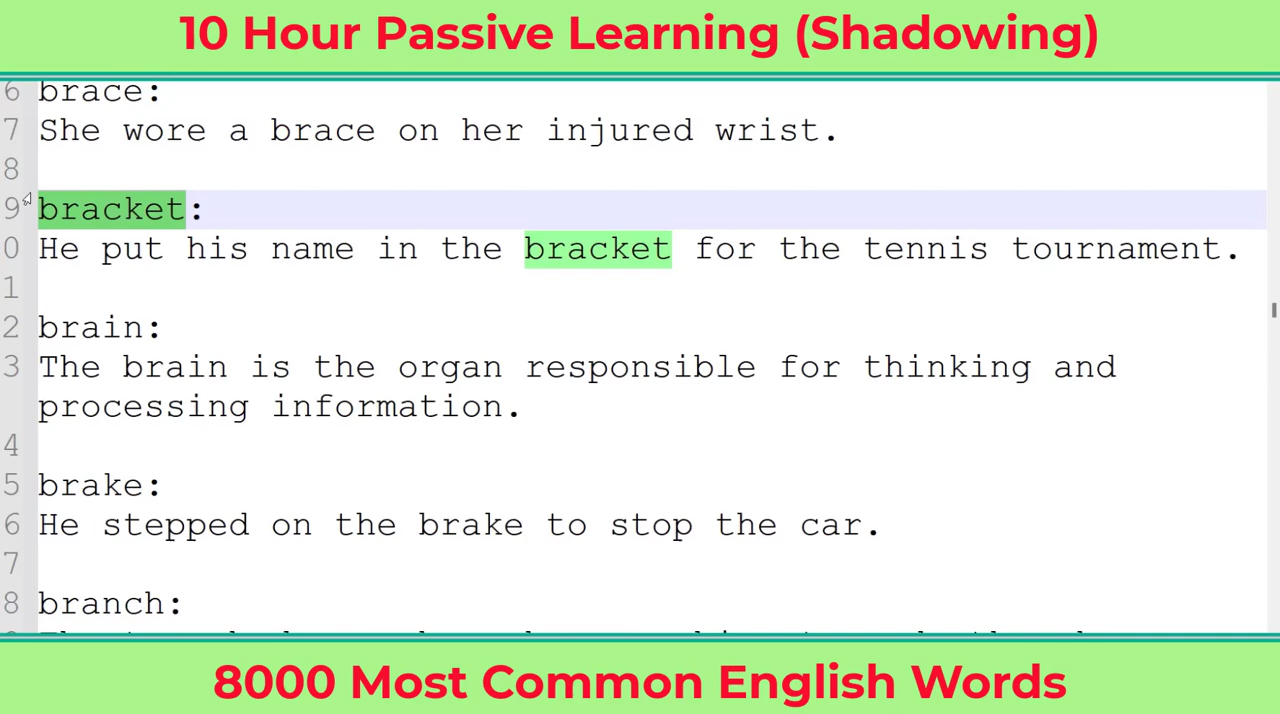 10 Hour Passive Learning (Shadowing)
6 brace:
7 She wore a brace on her injured wrist.
8
9 bracket:
0 He put his name in the bracket for the tennis tournament.
1
2 brain:
3 The brain is the organ responsible for thinking and
processing information.
4
5 brake:
6 He stepped on the brake to stop the car.
7
8 branch:
8000 Most Common English Words